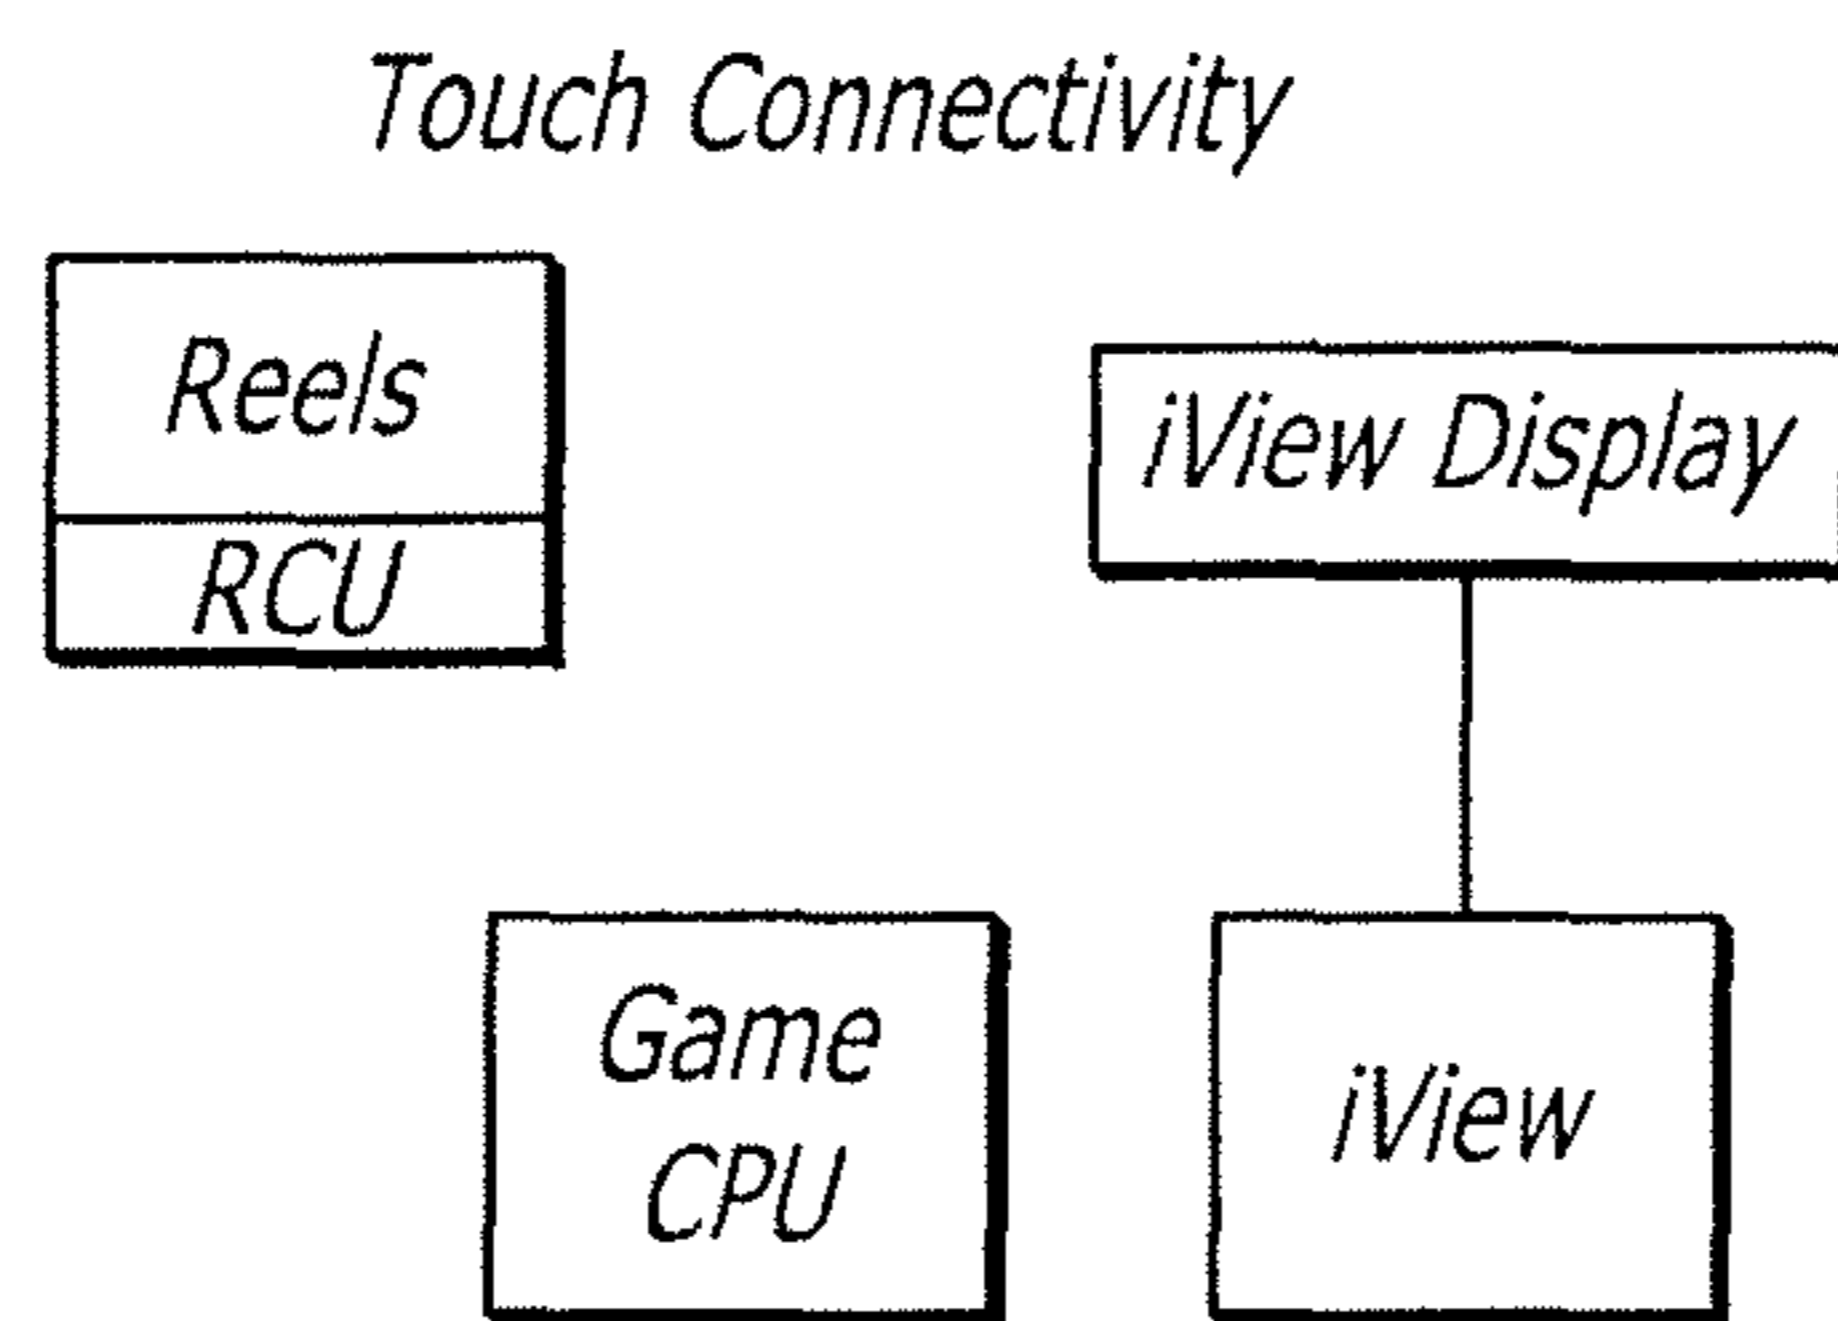 Touch Connectivity
Reels
RCU
iView Display
Game
CPU
iView